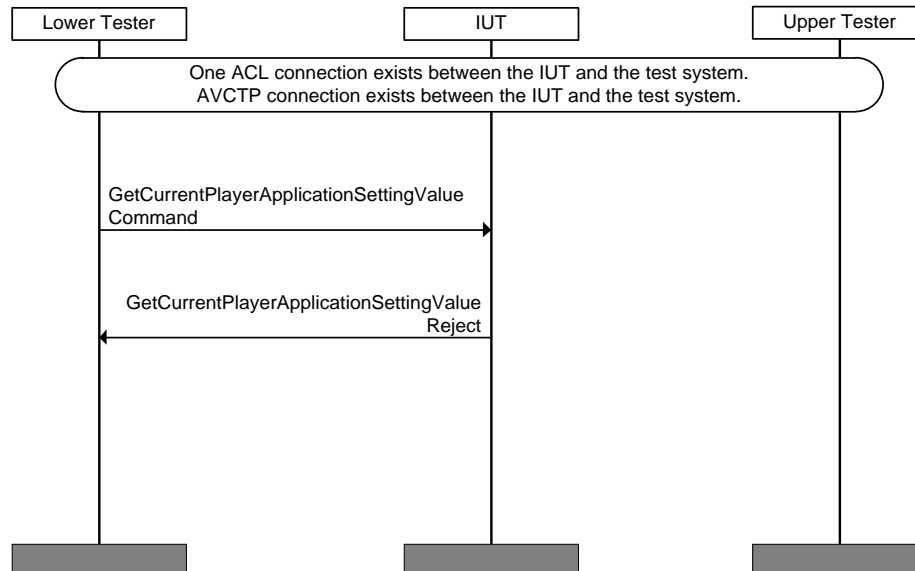 Lower Tester
IUT
Upper Tester
One ACL connection exists between the IUT and the test system.
AVCTP connection exists between the IUT and the test system.
GetCurrentPlayerApplicationSettingValue
Command
GetCurrentPlayerApplicationSettingValue
Reject